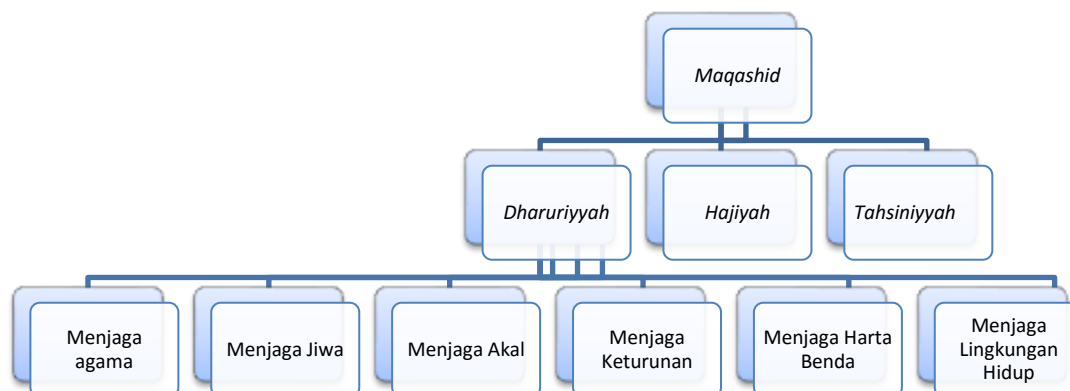 Maqashid
Dharuriyyah
Hajiyah
Tahsiniyyah
Menjaga
agama
Menjaga Jiwa
Menjaga Akal
Menjaga
Keturunan
Menjaga Harta
Benda
Menjaga
Lingkungan
Hidup